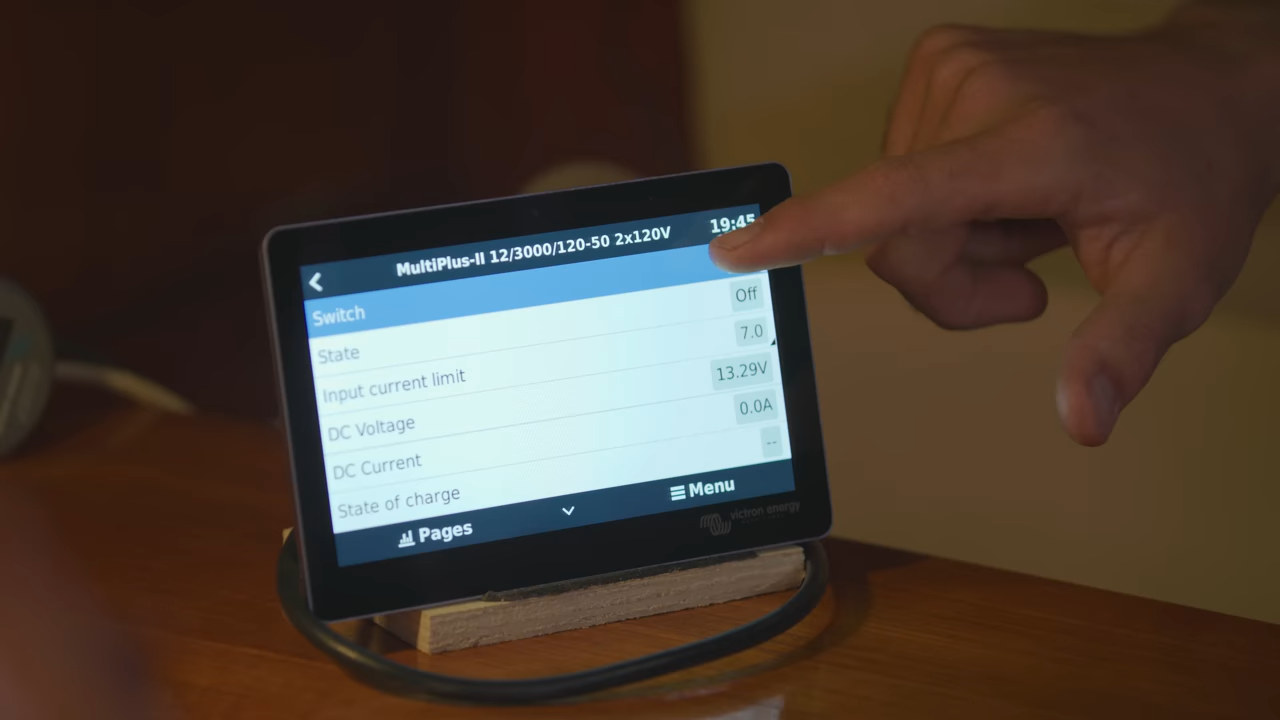 MultiPlus-II 12/3000/120-50 2x120V 19:45
Switch
State Off
Input current limit 7.0
DC Voltage 13.29V
DC Current 0.0A
State of charge --
Pages Menu
victron energy